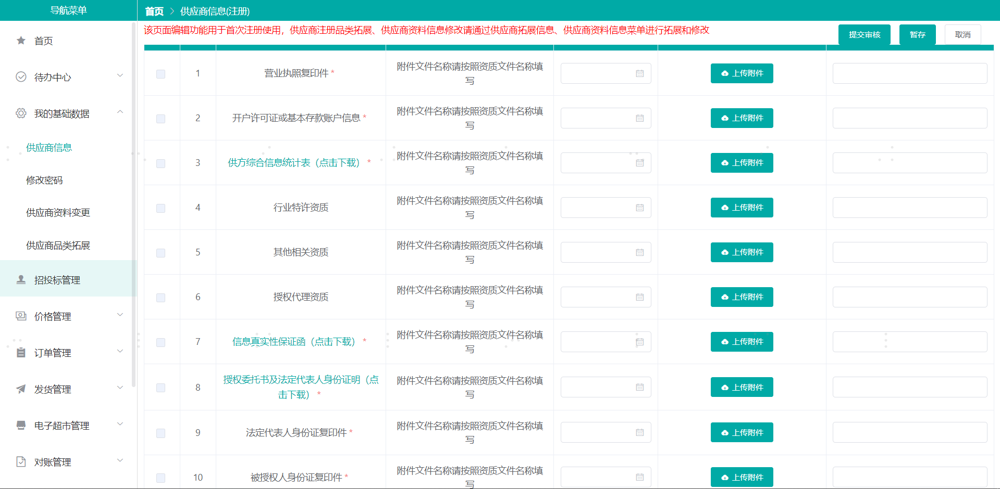 导航菜单
首页
供应商信息(注册)
该页面编辑功能用于首次注册使用，供应商注册品类拓展、供应商资料信息修改请通过供应商拓展信息、供应商资料信息菜单进行拓展和修改
提交审核
暂存
取消
首页
待办中心
我的基础数据
供应商信息
修改密码
供应商资料变更
供应商品类拓展
招投标管理
价格管理
订单管理
发货管理
电子超市管理
对账管理
1
营业执照复印件 *
附件文件名称请按照资质文件名称填
写
上传附件
2
开户许可证或基本存款账户信息 *
附件文件名称请按照资质文件名称填
写
上传附件
3
供方综合信息统计表（点击下载） *
附件文件名称请按照资质文件名称填
写
上传附件
4
行业特许资质
附件文件名称请按照资质文件名称填
写
上传附件
5
其他相关资质
附件文件名称请按照资质文件名称填
写
上传附件
6
授权代理资质
附件文件名称请按照资质文件名称填
写
上传附件
7
信息真实性保证函（点击下载） *
附件文件名称请按照资质文件名称填
写
上传附件
8
授权委托书及法定代表人身份证明（点
击下载） *
附件文件名称请按照资质文件名称填
写
上传附件
9
法定代表人身份证复印件 *
附件文件名称请按照资质文件名称填
写
上传附件
10
被授权人身份证复印件 *
附件文件名称请按照资质文件名称填
写
上传附件